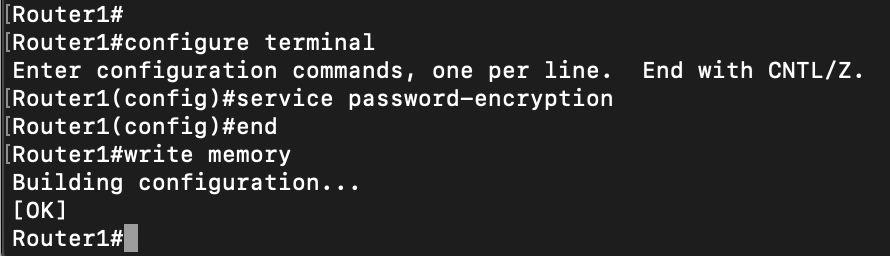 [Router1#
[Router1#configure terminal
Enter configuration commands, one per line.  End with CNTL/Z.
[Router1(config)#service password-encryption
[Router1(config)#end
[Router1#write memory
Building configuration...
[OK]
Router1#